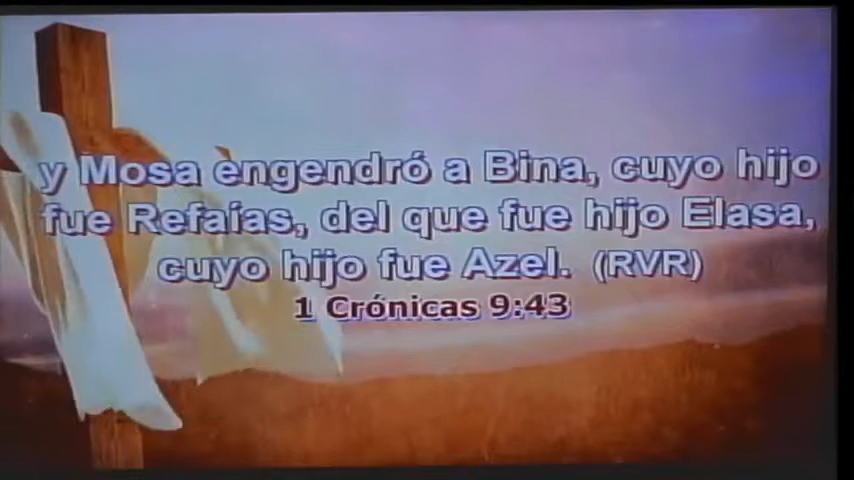 y Mosa engendró a Bina, cuyo hijo
fue Refaías, del que fue hijo Elasa,
cuyo hijo fue Azel. (RVR)
1 Crónicas 9:43